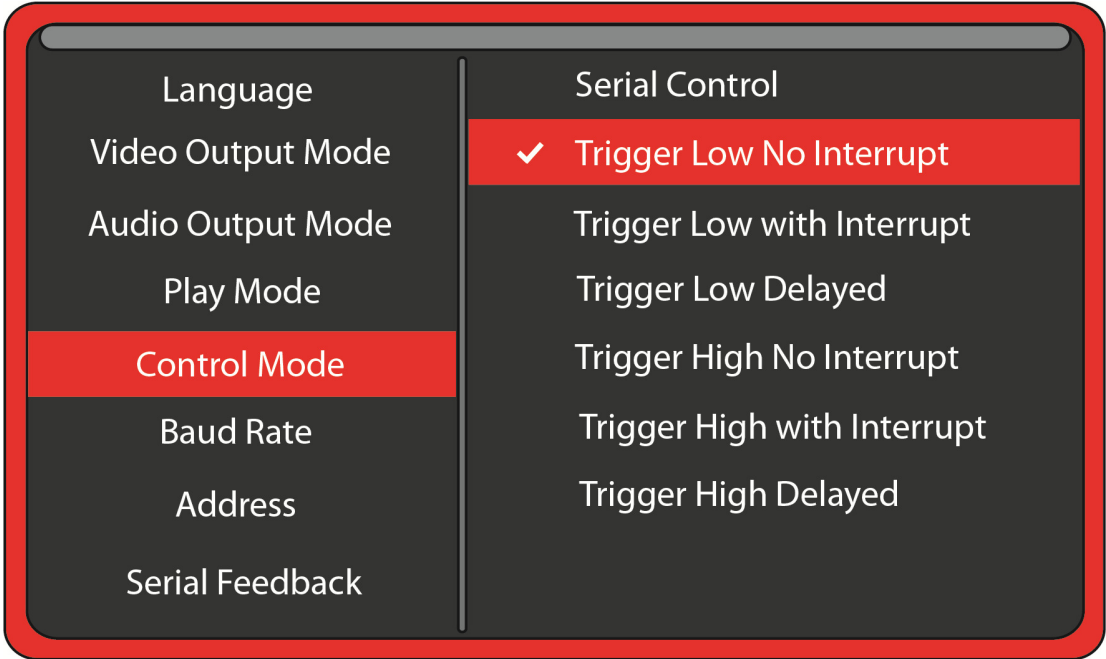 Language
Video Output Mode
Audio Output Mode
Play Mode
Control Mode
Baud Rate
Address
Serial Feedback
Serial Control
Trigger Low No Interrupt
Trigger Low with Interrupt
Trigger Low Delayed
Trigger High No Interrupt
Trigger High with Interrupt
Trigger High Delayed